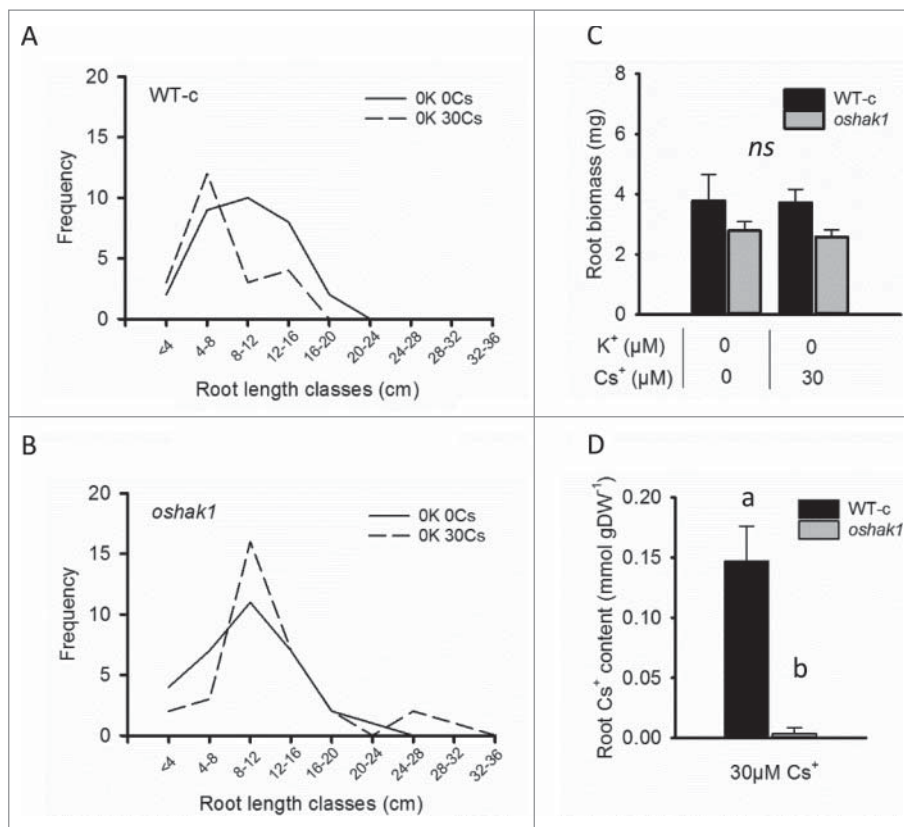 A
WT-c
0K 0Cs
0K 30Cs
Frequency
20
15
10
5
0
<4
4-8
8-12
12-16
16-20
20-24
24-28
28-32
32-36
Root length classes (cm)
C
WT-c
oshak1
ns
Root biomass (mg)
8
6
4
2
0
K⁺ (µM) 0 0
Cs⁺ (µM) 0 30
B
oshak1
0K 0Cs
0K 30Cs
Frequency
20
15
10
5
0
<4
4-8
8-12
12-16
16-20
20-24
24-28
28-32
32-36
Root length classes (cm)
D
WT-c
oshak1
a
b
Root Cs⁺ content (mmol gDW⁻¹)
0.20
0.15
0.10
0.05
0.00
30µM Cs⁺